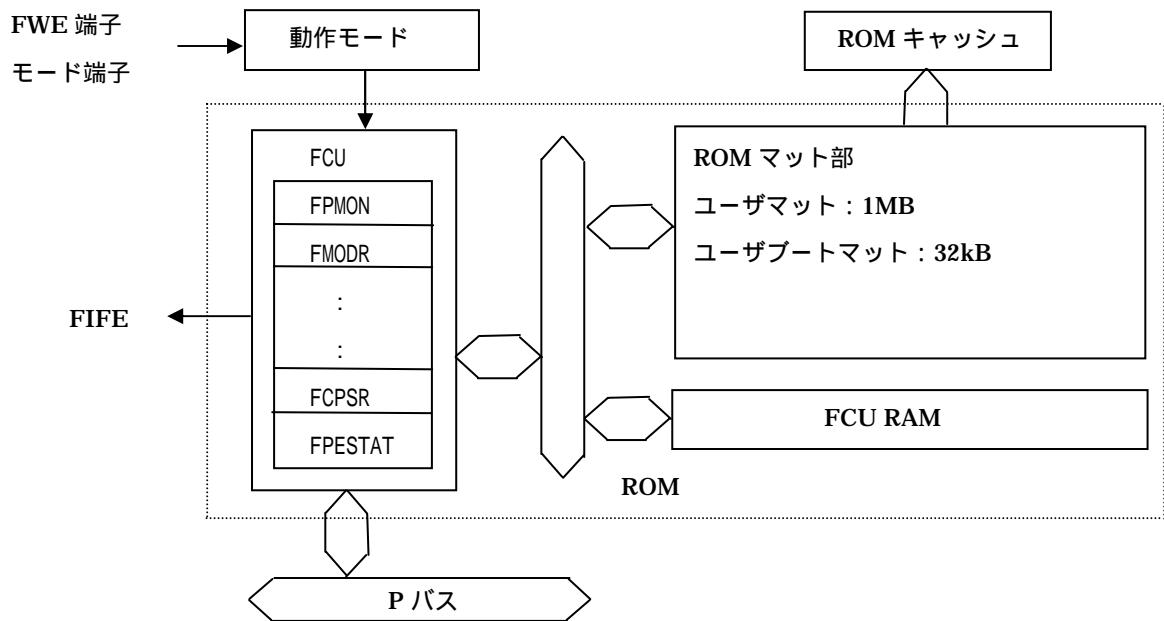 FWE 端子
モード端子
動作モード
ROM キャッシュ
FCU
FPMON
FMODR
:
:
FCPSR
FPESTAT
FIFE
ROM マット部
ユーザマット：1MB
ユーザブートマット：32kB
FCU RAM
ROM
P バス